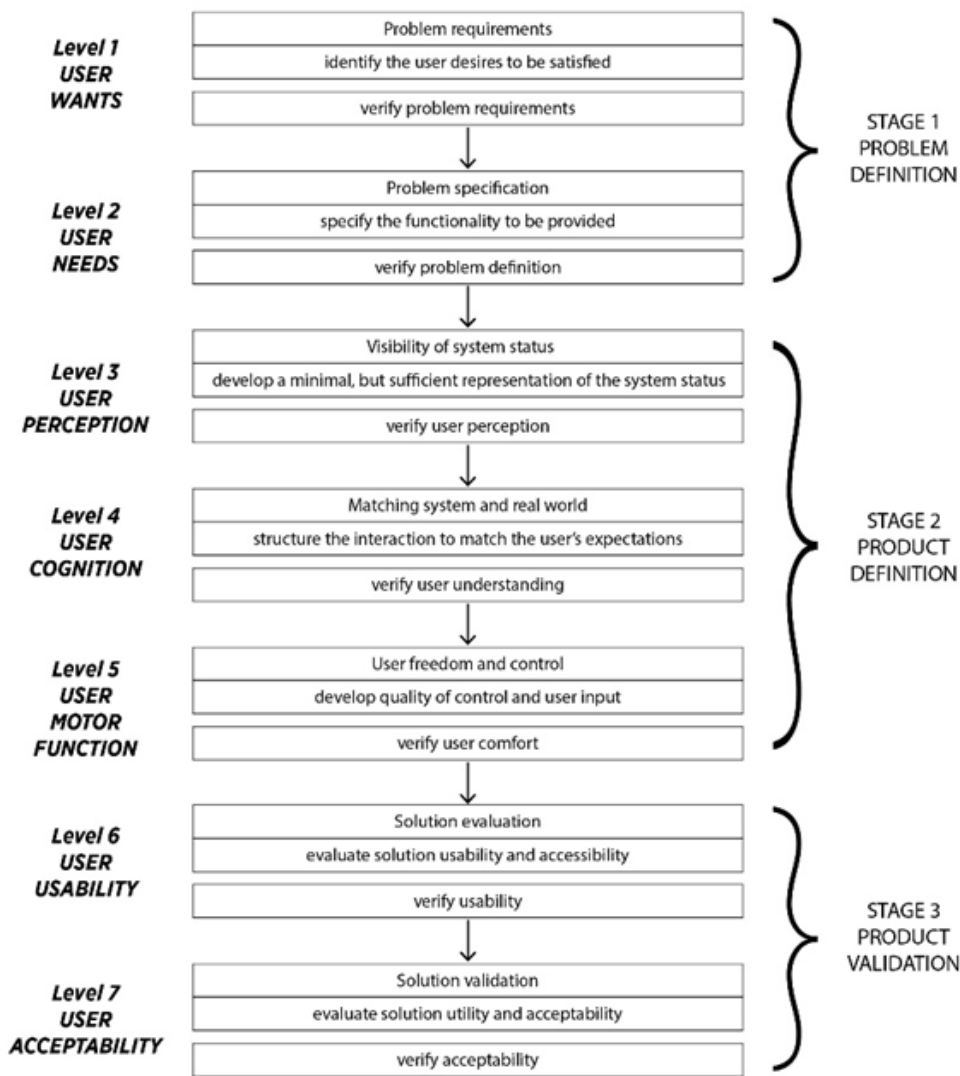 Level 1
USER
WANTS
Problem requirements
identify the user desires to be satisfied
verify problem requirements
Level 2
USER
NEEDS
Problem specification
specify the functionality to be provided
verify problem definition
STAGE 1
PROBLEM
DEFINITION
Level 3
USER
PERCEPTION
Visibility of system status
develop a minimal, but sufficient representation of the system status
verify user perception
Level 4
USER
COGNITION
Matching system and real world
structure the interaction to match the user's expectations
verify user understanding
Level 5
USER
MOTOR
FUNCTION
User freedom and control
develop quality of control and user input
verify user comfort
STAGE 2
PRODUCT
DEFINITION
Level 6
USER
USABILITY
Solution evaluation
evaluate solution usability and accessibility
verify usability
Level 7
USER
ACCEPTABILITY
Solution validation
evaluate solution utility and acceptability
verify acceptability
STAGE 3
PRODUCT
VALIDATION